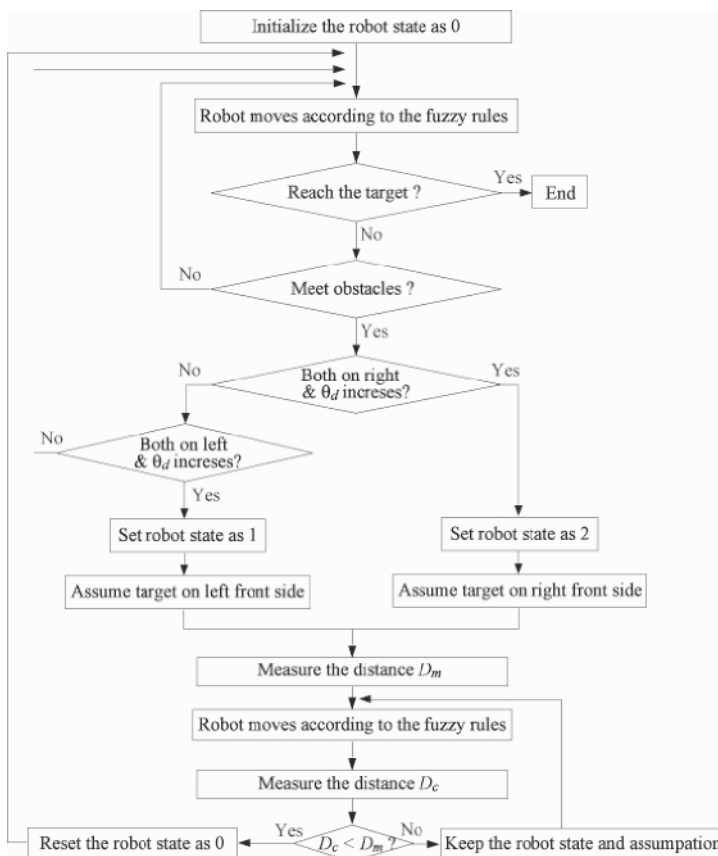 Initialize the robot state as 0
Robot moves according to the fuzzy rules
Reach the target ?
Yes
End
No
No
Meet obstacles ?
Yes
No
Both on right
& θd increses?
Yes
No
Both on left
& θd increses?
Yes
Set robot state as 1
Set robot state as 2
Assume target on left front side
Assume target on right front side
Measure the distance Dm
Robot moves according to the fuzzy rules
Measure the distance Dc
Reset the robot state as 0
Yes
Dc < Dm ?
No
Keep the robot state and assumpation